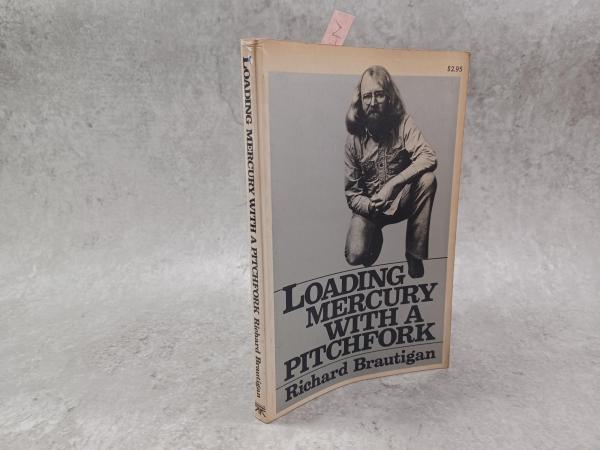 $2.95
LOADING
MERCURY
WITH A
PITCHFORK
Richard Brautigan
LOADING MERCURY WITH A PITCHFORK Richard Brautigan